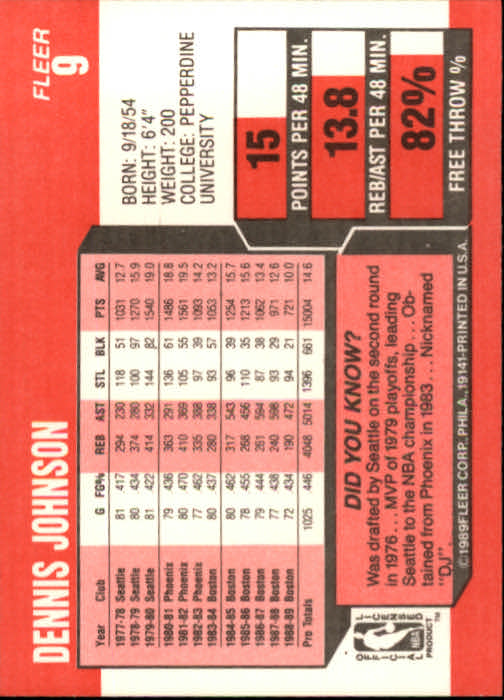 FLEER
9
DENNIS JOHNSON
BORN: 9/18/54
HEIGHT: 6'4"
WEIGHT: 200
COLLEGE: PEPPERDINE
UNIVERSITY
15
POINTS PER 48 MIN.
13.8
REB/AST PER 48 MIN.
82%
FREE THROW %
Year Club G FG% REB AST STL BLK PTS AVG
1977-78 Seattle 81 .417 294 230 118 51 1031 12.7
1978-79 Seattle 80 .434 374 280 100 97 1270 15.9
1979-80 Seattle 81 .422 414 332 144 82 1540 19.0
1980-81 Phoenix 79 .436 363 291 136 61 1486 18.8
1981-82 Phoenix 80 .470 410 369 105 55 1561 19.5
1982-83 Phoenix 77 .462 335 388 97 39 1093 14.2
1983-84 Boston 80 .437 280 338 93 57 1053 13.2
1984-85 Boston 80 .462 317 543 96 39 1254 15.7
1985-86 Boston 78 .455 268 456 110 35 1213 15.6
1986-87 Boston 79 .444 261 594 87 38 1062 13.4
1987-88 Boston 77 .438 240 598 93 29 971 12.6
1988-89 Boston 72 .434 190 472 94 21 721 10.0
Pro Totals 1025 .446 4048 5014 1396 661 15004 14.6
DID YOU KNOW?
Was drafted by Seattle on the second round
in 1976 . . . MVP of 1979 playoffs, leading
Seattle to the NBA championship . . . Ob-
tained from Phoenix in 1983 . . . Nicknamed
"DJ"
OFFICIAL LICENSED
NBA
PRODUCT™
©1989FLEER CORP., PHILA., 19141-PRINTED IN U.S.A.